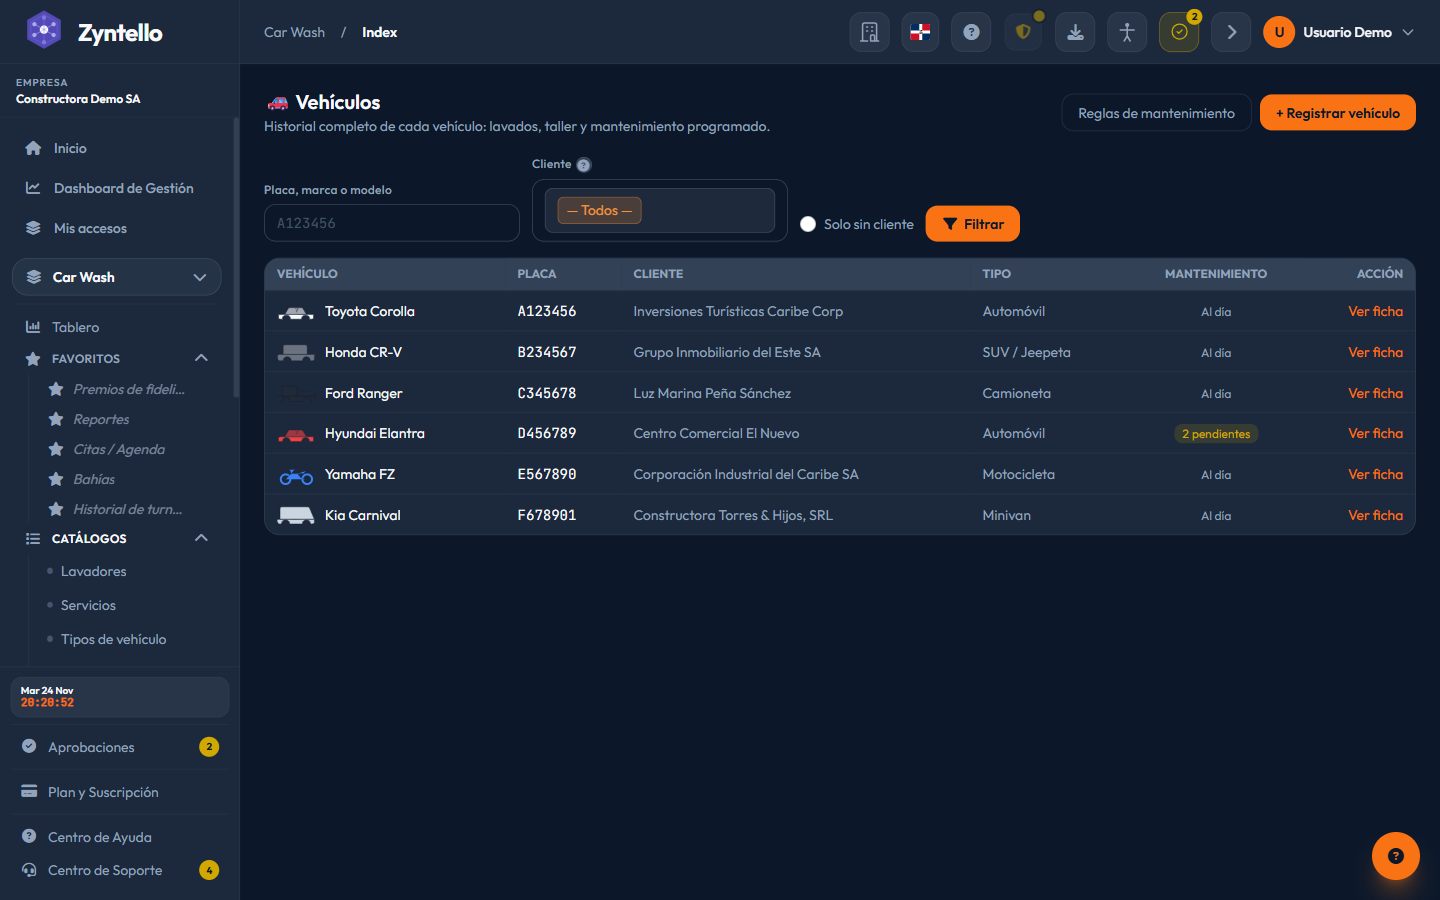 Zyntello
EMPRESA
Constructora Demo SA
Inicio
Dashboard de Gestión
Mis accesos
Car Wash
Tablero
FAVORITOS
Premios de fideli...
Reportes
Citas / Agenda
Bahías
Historial de turn...
CATÁLOGOS
Lavadores
Servicios
Tipos de vehículo
Mar 24 Nov
20:20:52
Aprobaciones 2
Plan y Suscripción
Centro de Ayuda
Centro de Soporte 4
Car Wash / Index
2
U Usuario Demo
Vehículos
Historial completo de cada vehículo: lavados, taller y mantenimiento programado.
Reglas de mantenimiento
+ Registrar vehículo
Placa, marca o modelo
A123456
Cliente ?
— Todos —
Solo sin cliente
Filtrar
VEHÍCULO PLACA CLIENTE TIPO MANTENIMIENTO ACCIÓN
Toyota Corolla A123456 Inversiones Turísticas Caribe Corp Automóvil Al día Ver ficha
Honda CR-V B234567 Grupo Inmobiliario del Este SA SUV / Jeepeta Al día Ver ficha
Ford Ranger C345678 Luz Marina Peña Sánchez Camioneta Al día Ver ficha
Hyundai Elantra D456789 Centro Comercial El Nuevo Automóvil 2 pendientes Ver ficha
Yamaha FZ E567890 Corporación Industrial del Caribe SA Motocicleta Al día Ver ficha
Kia Carnival F678901 Constructora Torres & Hijos, SRL Minivan Al día Ver ficha